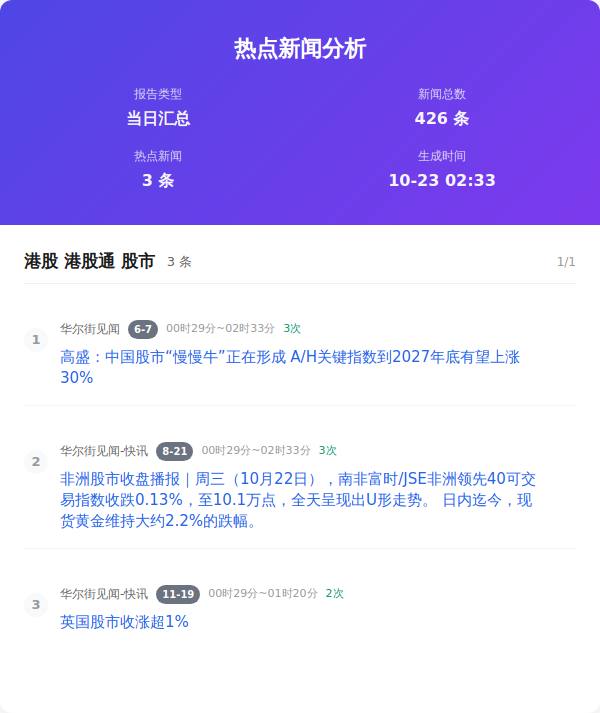 热点新闻分析
报告类型
新闻总数
当日汇总
426 条
热点新闻
生成时间
3 条
10-23 02:33
港股 港股通 股市 3 条 1/1
1
华尔街见闻 6-7 00时29分~02时33分 3次
高盛：中国股市“慢慢牛”正在形成 A/H关键指数到2027年底有望上涨
30%
2
华尔街见闻-快讯 8-21 00时29分~02时33分 3次
非洲股市收盘播报｜周三（10月22日），南非富时/JSE非洲领先40可交
易指数收跌0.13%，至10.1万点，全天呈现出U形走势。 日内迄今，现
货黄金维持大约2.2%的跌幅。
3
华尔街见闻-快讯 11-19 00时29分~01时20分 2次
英国股市收涨超1%